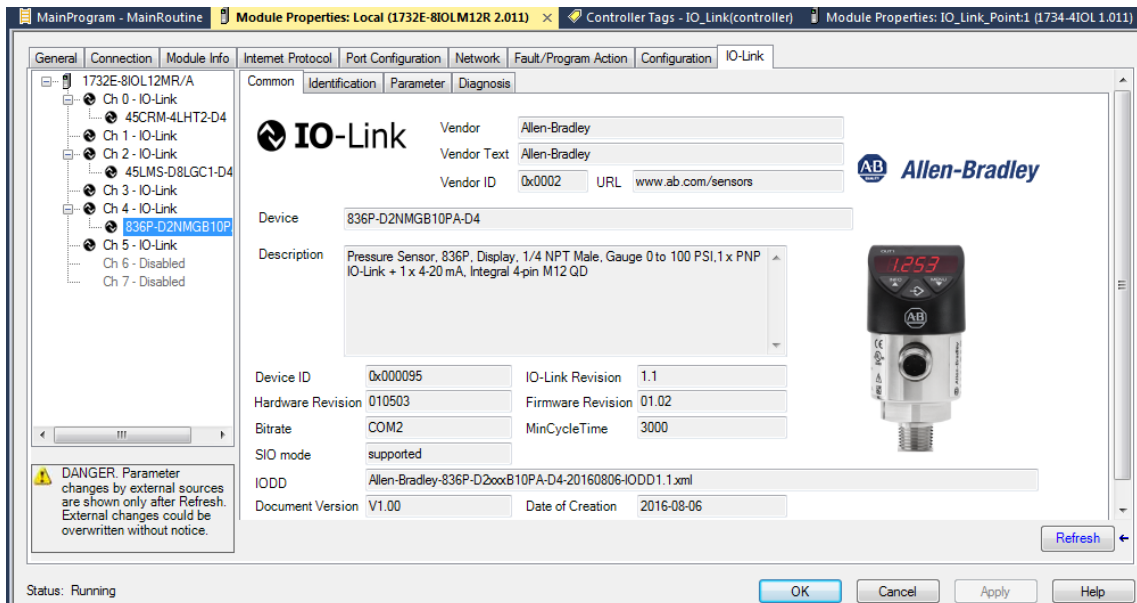 MainProgram - MainRoutine
Module Properties: Local (1732E-8IOLM12R 2.011) ×
Controller Tags - IO_Link(controller)
Module Properties: IO_Link_Point:1 (1734-4IOL 1.011)
General Connection Module Info Internet Protocol Port Configuration Network Fault/Program Action Configuration IO-Link
1732E-8IOL12MR/A
Ch 0 - IO-Link
45CRM-4LHT2-D4
Ch 1 - IO-Link
Ch 2 - IO-Link
45LMS-D8LGC1-D4
Ch 3 - IO-Link
Ch 4 - IO-Link
836P-D2NMGB10P
Ch 5 - IO-Link
Ch 6 - Disabled
Ch 7 - Disabled
DANGER. Parameter
changes by external sources
are shown only after Refresh.
External changes could be
overwritten without notice.
Common Identification Parameter Diagnosis
IO-Link
Vendor Allen-Bradley
Vendor Text Allen-Bradley
Vendor ID 0x0002 URL www.ab.com/sensors
AB Allen-Bradley
Device 836P-D2NMGB10PA-D4
Description Pressure Sensor, 836P, Display, 1/4 NPT Male, Gauge 0 to 100 PSI,1 x PNP
IO-Link + 1 x 4-20 mA, Integral 4-pin M12 QD
OUT1
1.253
MENU
AB
Device ID 0x000095 IO-Link Revision 1.1
Hardware Revision 010503 Firmware Revision 01.02
Bitrate COM2 MinCycleTime 3000
SIO mode supported
IODD Allen-Bradley-836P-D2xxxB10PA-D4-20160806-IODD1.1.xml
Document Version V1.00 Date of Creation 2016-08-06
Refresh
Status: Running
OK Cancel Apply Help